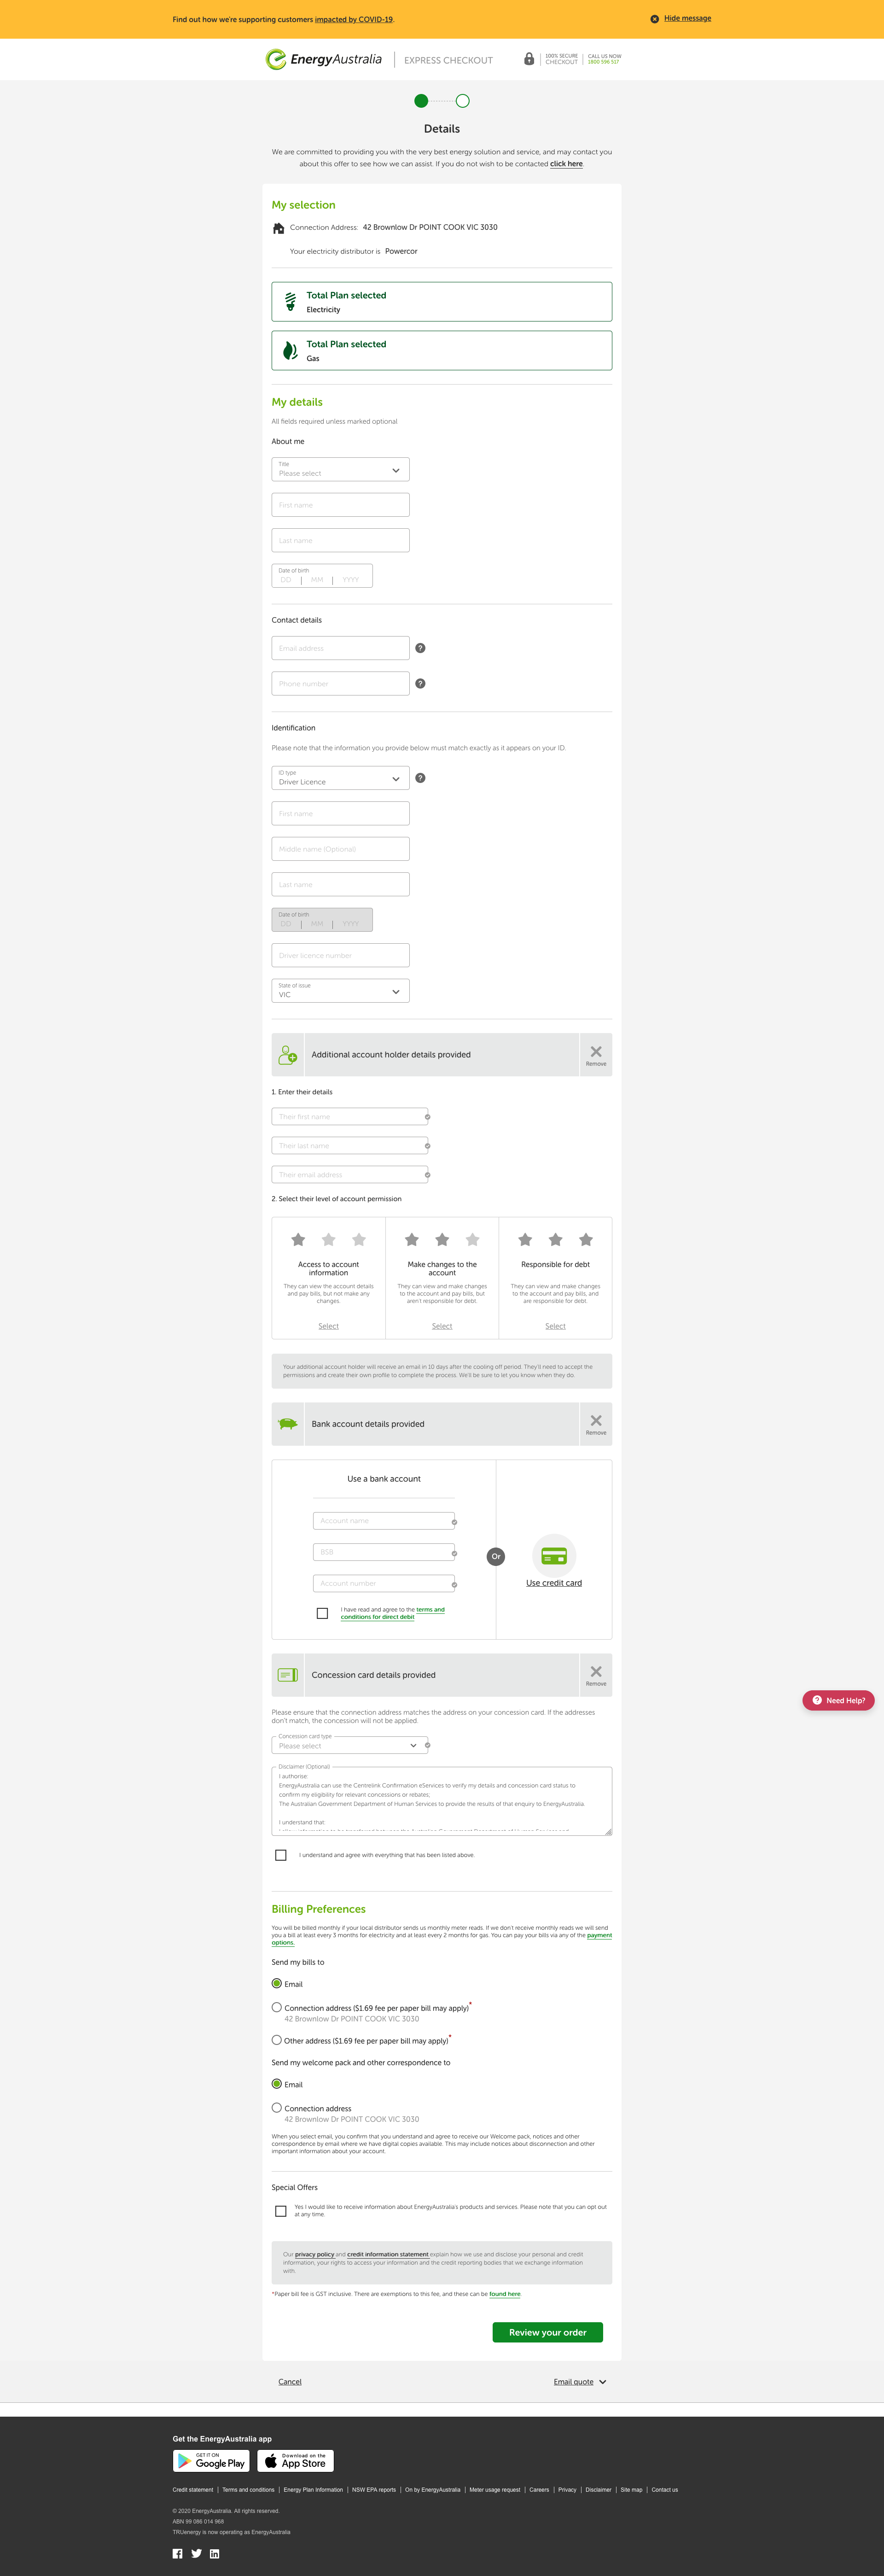 Find out how we're supporting customers impacted by COVID-19.
Hide message
EnergyAustralia
EXPRESS CHECKOUT
100% SECURE
CHECKOUT
CALL US NOW
1800 596 517
Details
We are committed to providing you with the very best energy solution and service, and may contact you
about this offer to see how we can assist. If you do not wish to be contacted click here.
My selection
Connection Address: 42 Brownlow Dr POINT COOK VIC 3030
Your electricity distributor is Powercor
Total Plan selected
Electricity
Total Plan selected
Gas
My details
All fields required unless marked optional
About me
Title
Please select
First name
Last name
Date of birth
DD | MM | YYYY
Contact details
Email address
?
Phone number
?
Identification
Please note that the information you provide below must match exactly as it appears on your ID.
ID type
Driver Licence
?
First name
Middle name (Optional)
Last name
Date of birth
DD | MM | YYYY
Driver licence number
State of issue
VIC
Additional account holder details provided
Remove
1. Enter their details
Their first name
Their last name
Their email address
2. Select their level of account permission
Access to account
information
They can view the account details
and pay bills, but not make any
changes.
Select
Make changes to the
account
They can view and make changes
to the account and pay bills, but
aren't responsible for debt.
Select
Responsible for debt
They can view and make changes
to the account and pay bills, and
are responsible for debt.
Select
Your additional account holder will receive an email in 10 days after the cooling off period. They'll need to accept the
permissions and create their own profile to complete the process. We'll be sure to let you know when they do.
Bank account details provided
Remove
Use a bank account
Account name
BSB
Account number
I have read and agree to the terms and
conditions for direct debit
Or
Use credit card
Concession card details provided
Remove
Please ensure that the connection address matches the address on your concession card. If the addresses
don't match, the concession will not be applied.
Concession card type
Please select
Disclaimer (Optional)
I authorise:
EnergyAustralia can use the Centrelink Confirmation eServices to verify my details and concession card status to
confirm my eligibility for relevant concessions or rebates;
The Australian Government Department of Human Services to provide the results of that enquiry to EnergyAustralia.
I understand that:
I understand and agree with everything that has been listed above.
Need Help?
Billing Preferences
You will be billed monthly if your local distributor sends us monthly meter reads. If we don't receive monthly reads we will send
you a bill at least every 3 months for electricity and at least every 2 months for gas. You can pay your bills via any of the payment
options.
Send my bills to
Email
Connection address ($1.69 fee per paper bill may apply)*
42 Brownlow Dr POINT COOK VIC 3030
Other address ($1.69 fee per paper bill may apply)*
Send my welcome pack and other correspondence to
Email
Connection address
42 Brownlow Dr POINT COOK VIC 3030
When you select email, you confirm that you understand and agree to receive our Welcome pack, notices and other
correspondence by email where we have digital copies available. This may include notices about disconnection and other
important information about your account.
Special Offers
Yes I would like to receive information about EnergyAustralia's products and services. Please note that you can opt out
at any time.
Our privacy policy and credit information statement explain how we use and disclose your personal and credit
information, your rights to access your information and the credit reporting bodies that we exchange information
with.
*Paper bill fee is GST inclusive. There are exemptions to this fee, and these can be found here.
Review your order
Cancel
Email quote
Get the EnergyAustralia app
GET IT ON
Google Play
Download on the
App Store
Credit statement | Terms and conditions | Energy Plan Information | NSW EPA reports | On by EnergyAustralia | Meter usage request | Careers | Privacy | Disclaimer | Site map | Contact us
© 2020 EnergyAustralia. All rights reserved.
ABN 99 086 014 968
TRUenergy is now operating as EnergyAustralia